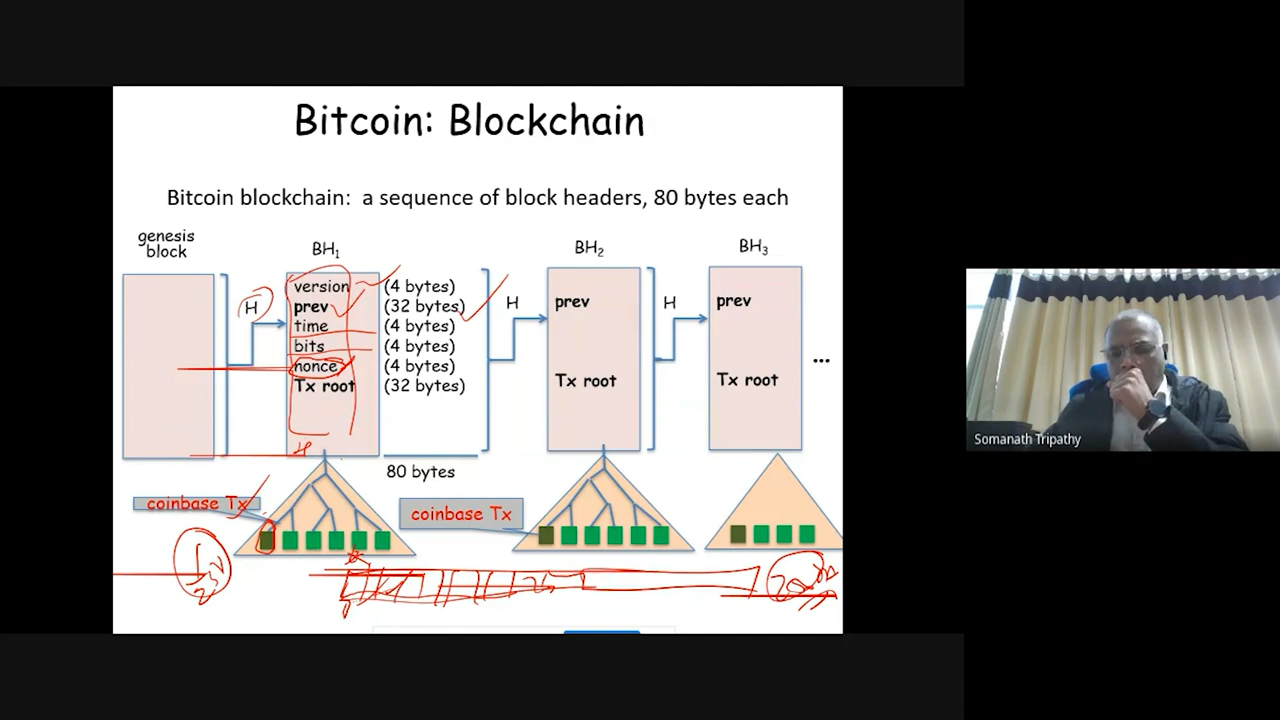 Bitcoin: Blockchain
Bitcoin blockchain: a sequence of block headers, 80 bytes each
genesis
block
BH1
BH2
BH3
H
version (4 bytes)
prev (32 bytes)
time (4 bytes)
bits (4 bytes)
nonce (4 bytes)
Tx root (32 bytes)
H
prev
Tx root
H
prev
Tx root
...
80 bytes
coinbase Tx
coinbase Tx
Somanath Tripathy